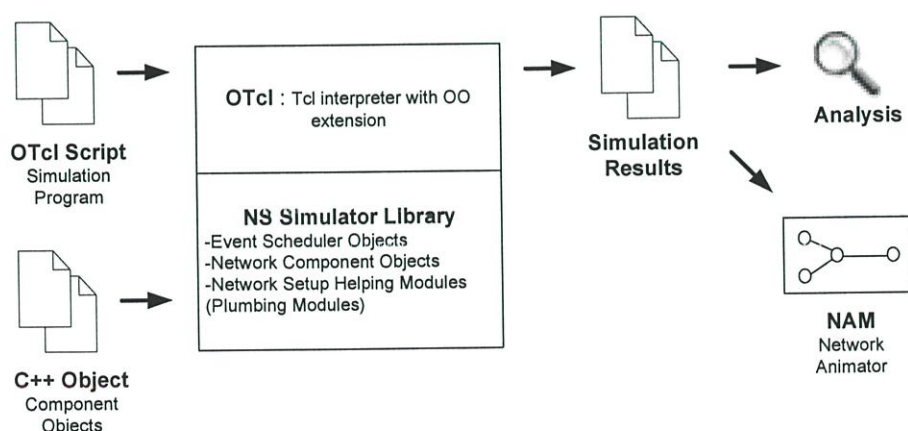 OTcl Script
Simulation
Program
C++ Object
Component
Objects
OTcl : Tcl interpreter with OO
extension
NS Simulator Library
-Event Scheduler Objects
-Network Component Objects
-Network Setup Helping Modules
(Plumbing Modules)
Simulation
Results
Analysis
NAM
Network
Animator